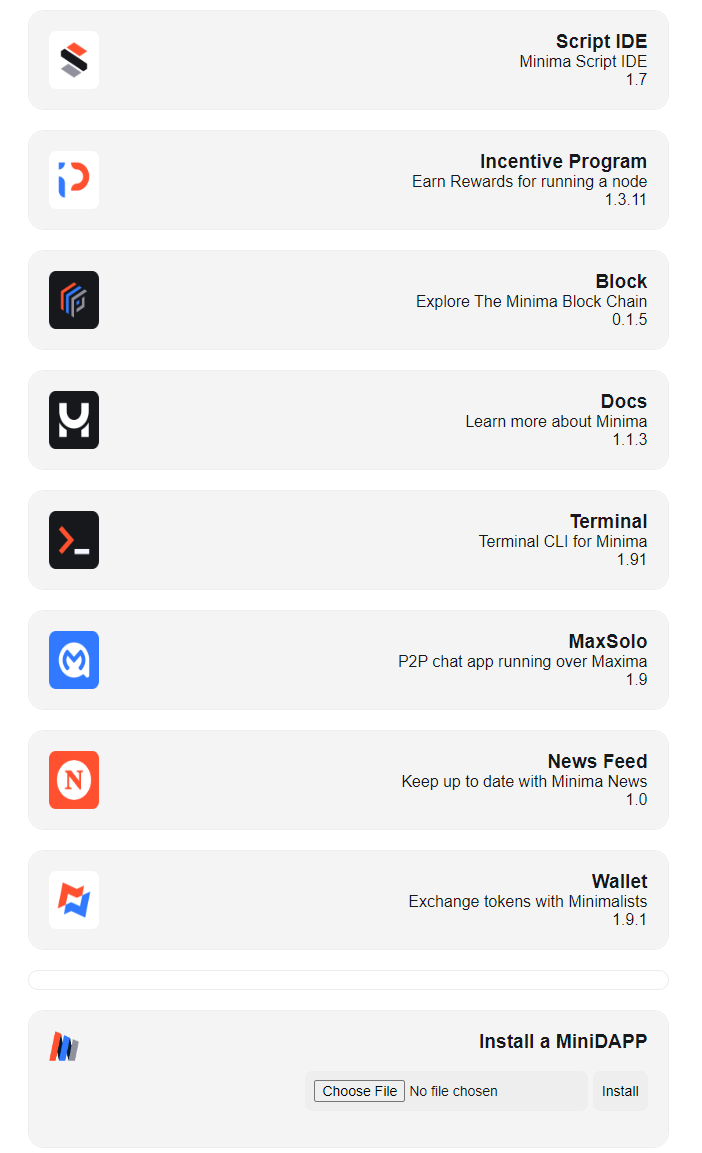 Script IDE
Minima Script IDE
1.7
Incentive Program
Earn Rewards for running a node
1.3.11
Block
Explore The Minima Block Chain
0.1.5
Docs
Learn more about Minima
1.1.3
Terminal
Terminal CLI for Minima
1.91
MaxSolo
P2P chat app running over Maxima
1.9
N
News Feed
Keep up to date with Minima News
1.0
Wallet
Exchange tokens with Minimalists
1.9.1
Install a MiniDAPP
Choose File No file chosen Install